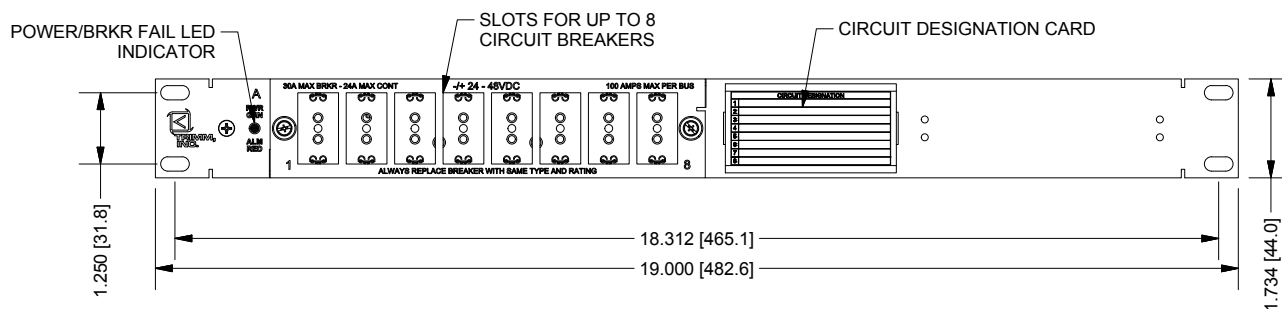 POWER/BRKR FAIL LED
INDICATOR
SLOTS FOR UP TO 8
CIRCUIT BREAKERS
CIRCUIT DESIGNATION CARD
A
PWR
GRN
ALM
RED
TRIMM,
INC.
30A MAX BRKR - 24A MAX CONT
-/+ 24 - 48VDC
100 AMPS MAX PER BUS
1
8
ALWAYS REPLACE BREAKER WITH SAME TYPE AND RATING
CIRCUIT DESIGNATION
1
2
3
4
5
6
7
8
1.250 [31.8]
18.312 [465.1]
19.000 [482.6]
1.734 [44.0]